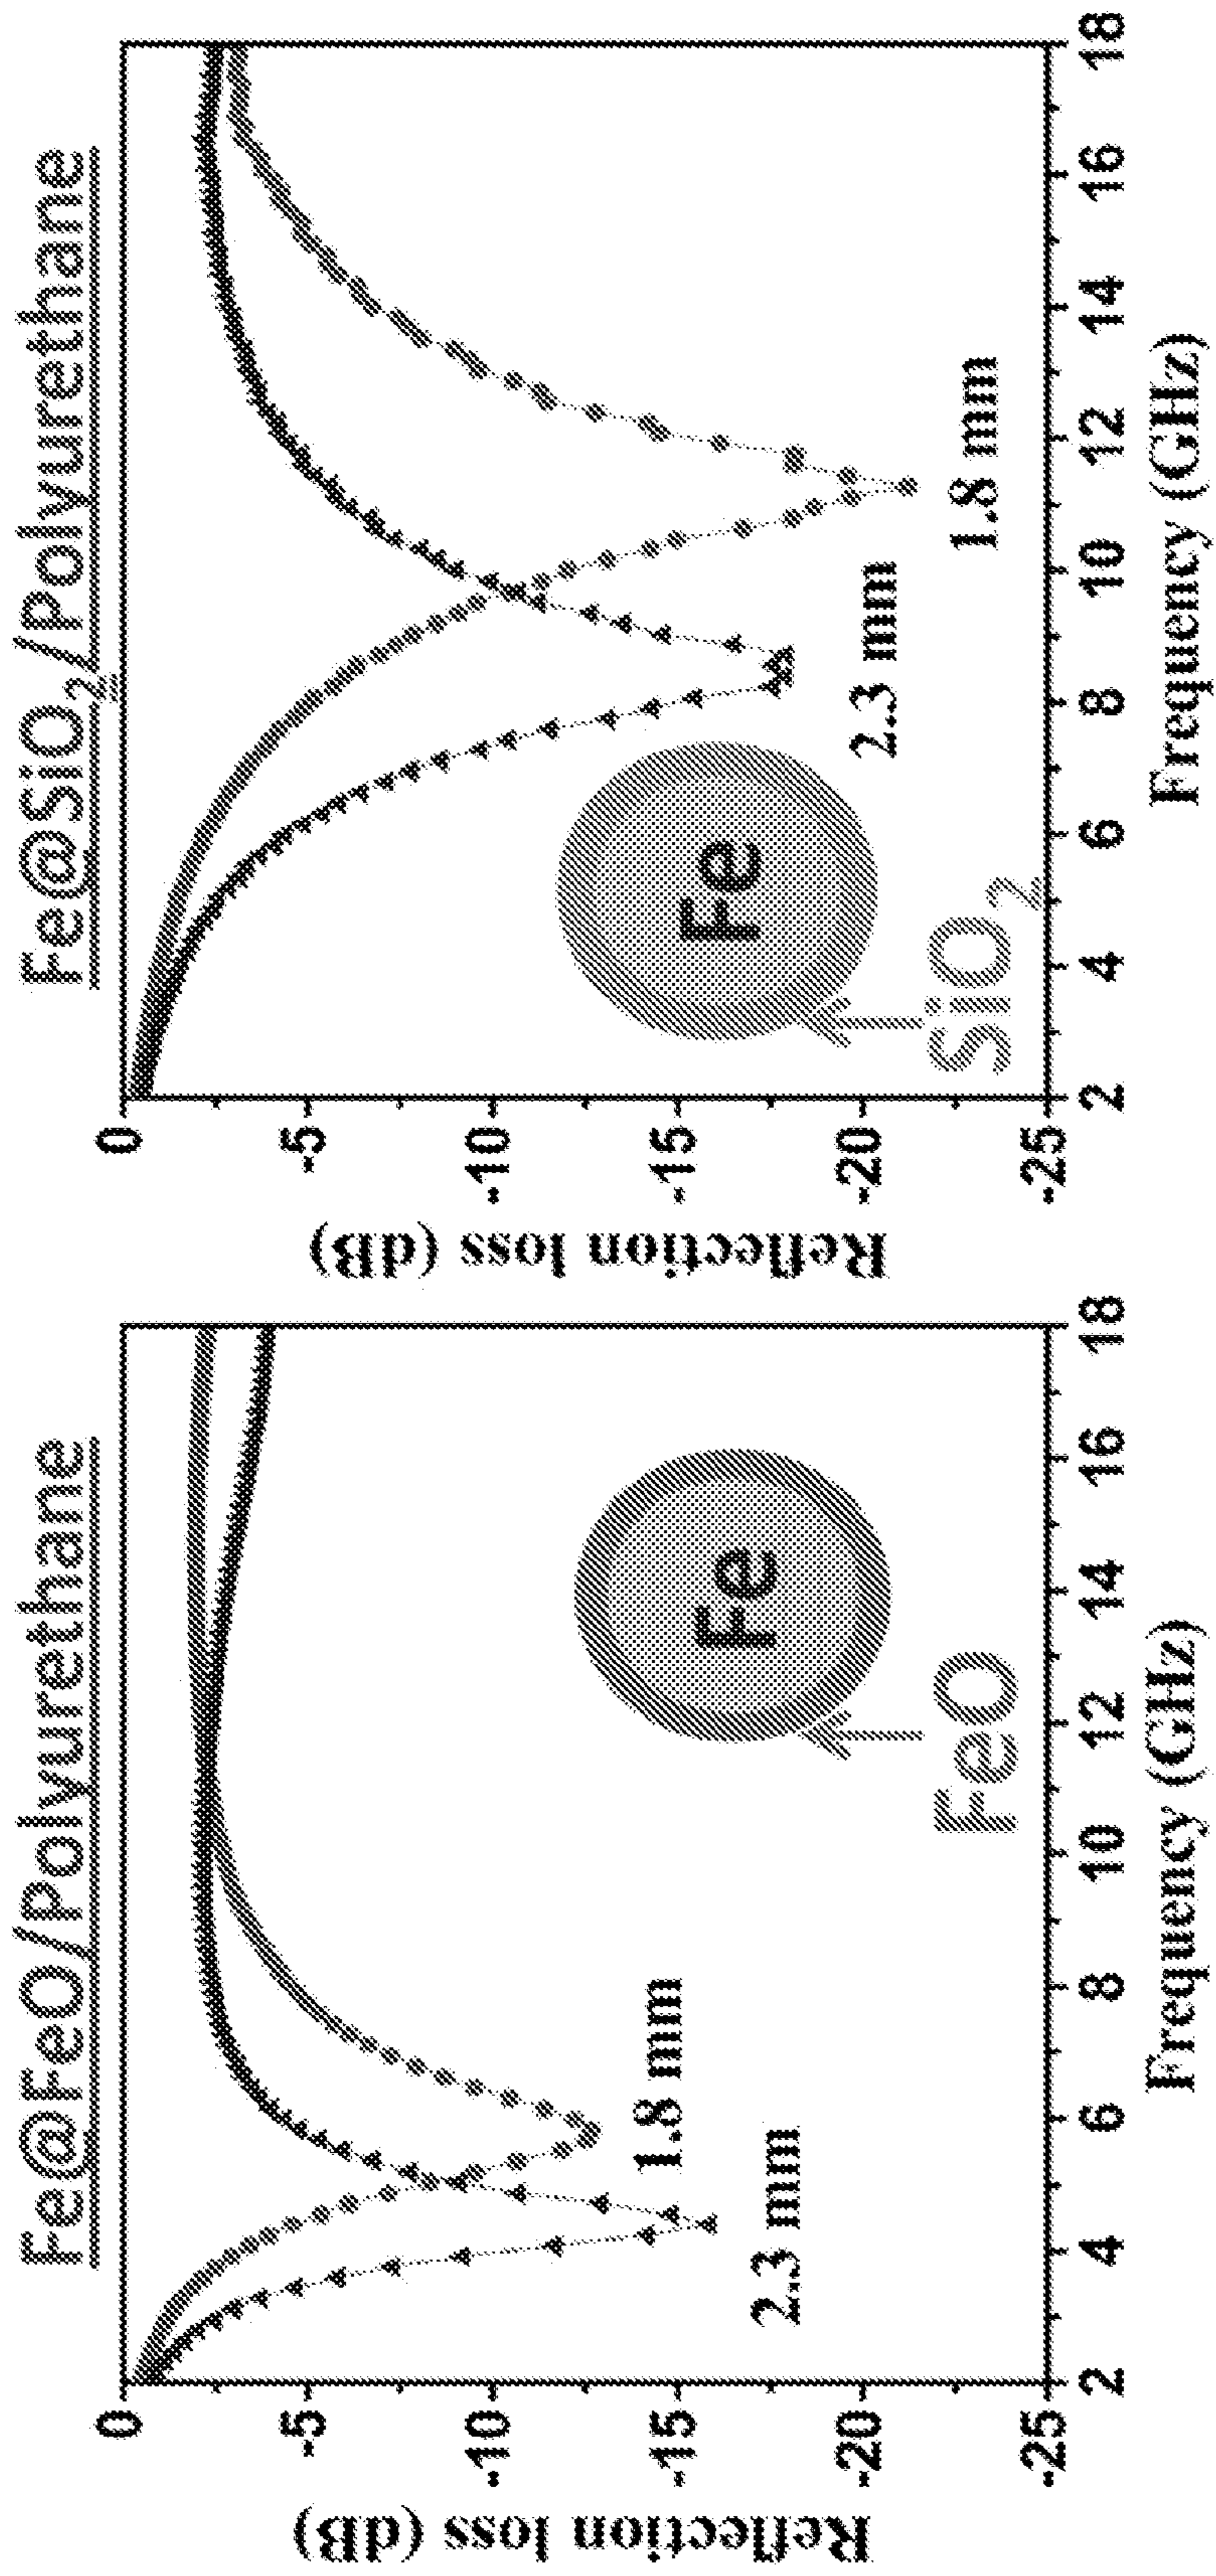 Fe@FeO/Polyurethane
Reflection loss (dB)
0
-5
-10
-15
-20
-25
1.8 mm
2.3 mm
Fe
FeO
2 4 6 8 10 12 14 16 18
Frequency (GHz)
Fe@SiO₂/Polyurethane
Reflection loss (dB)
0
-5
-10
-15
-20
-25
2.3 mm
1.8 mm
Fe
SiO₂
2 4 6 8 10 12 14 16 18
Frequency (GHz)